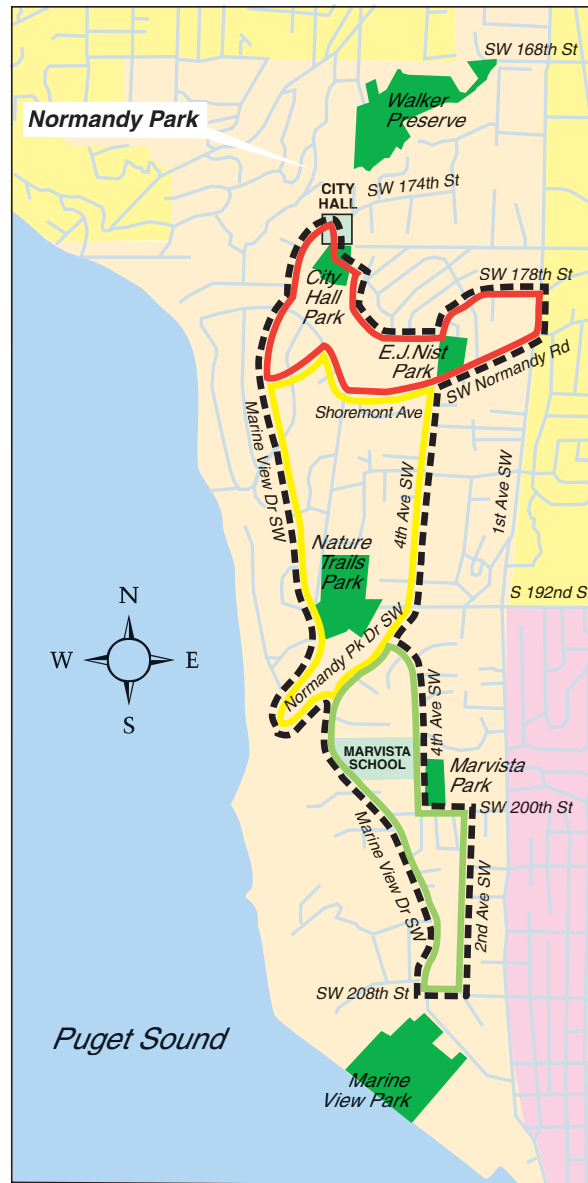 SW 168th St
Walker
Preserve
Normandy Park
SW 174th St
CITY
HALL
SW 178th St
City
Hall
Park
E.J.Nist
Park
SW Normandy Rd
Shoremont Ave
Marine View Dr SW
4th Ave SW
1st Ave SW
Nature
Trails
Park
S 192nd S
N
W
E
S
Normandy Pk Dr SW
4th Ave SW
MARVISTA
SCHOOL
Marvista
Park
SW 200th St
Marine View Dr SW
2nd Ave SW
SW 208th St
Puget Sound
Marine
View Park